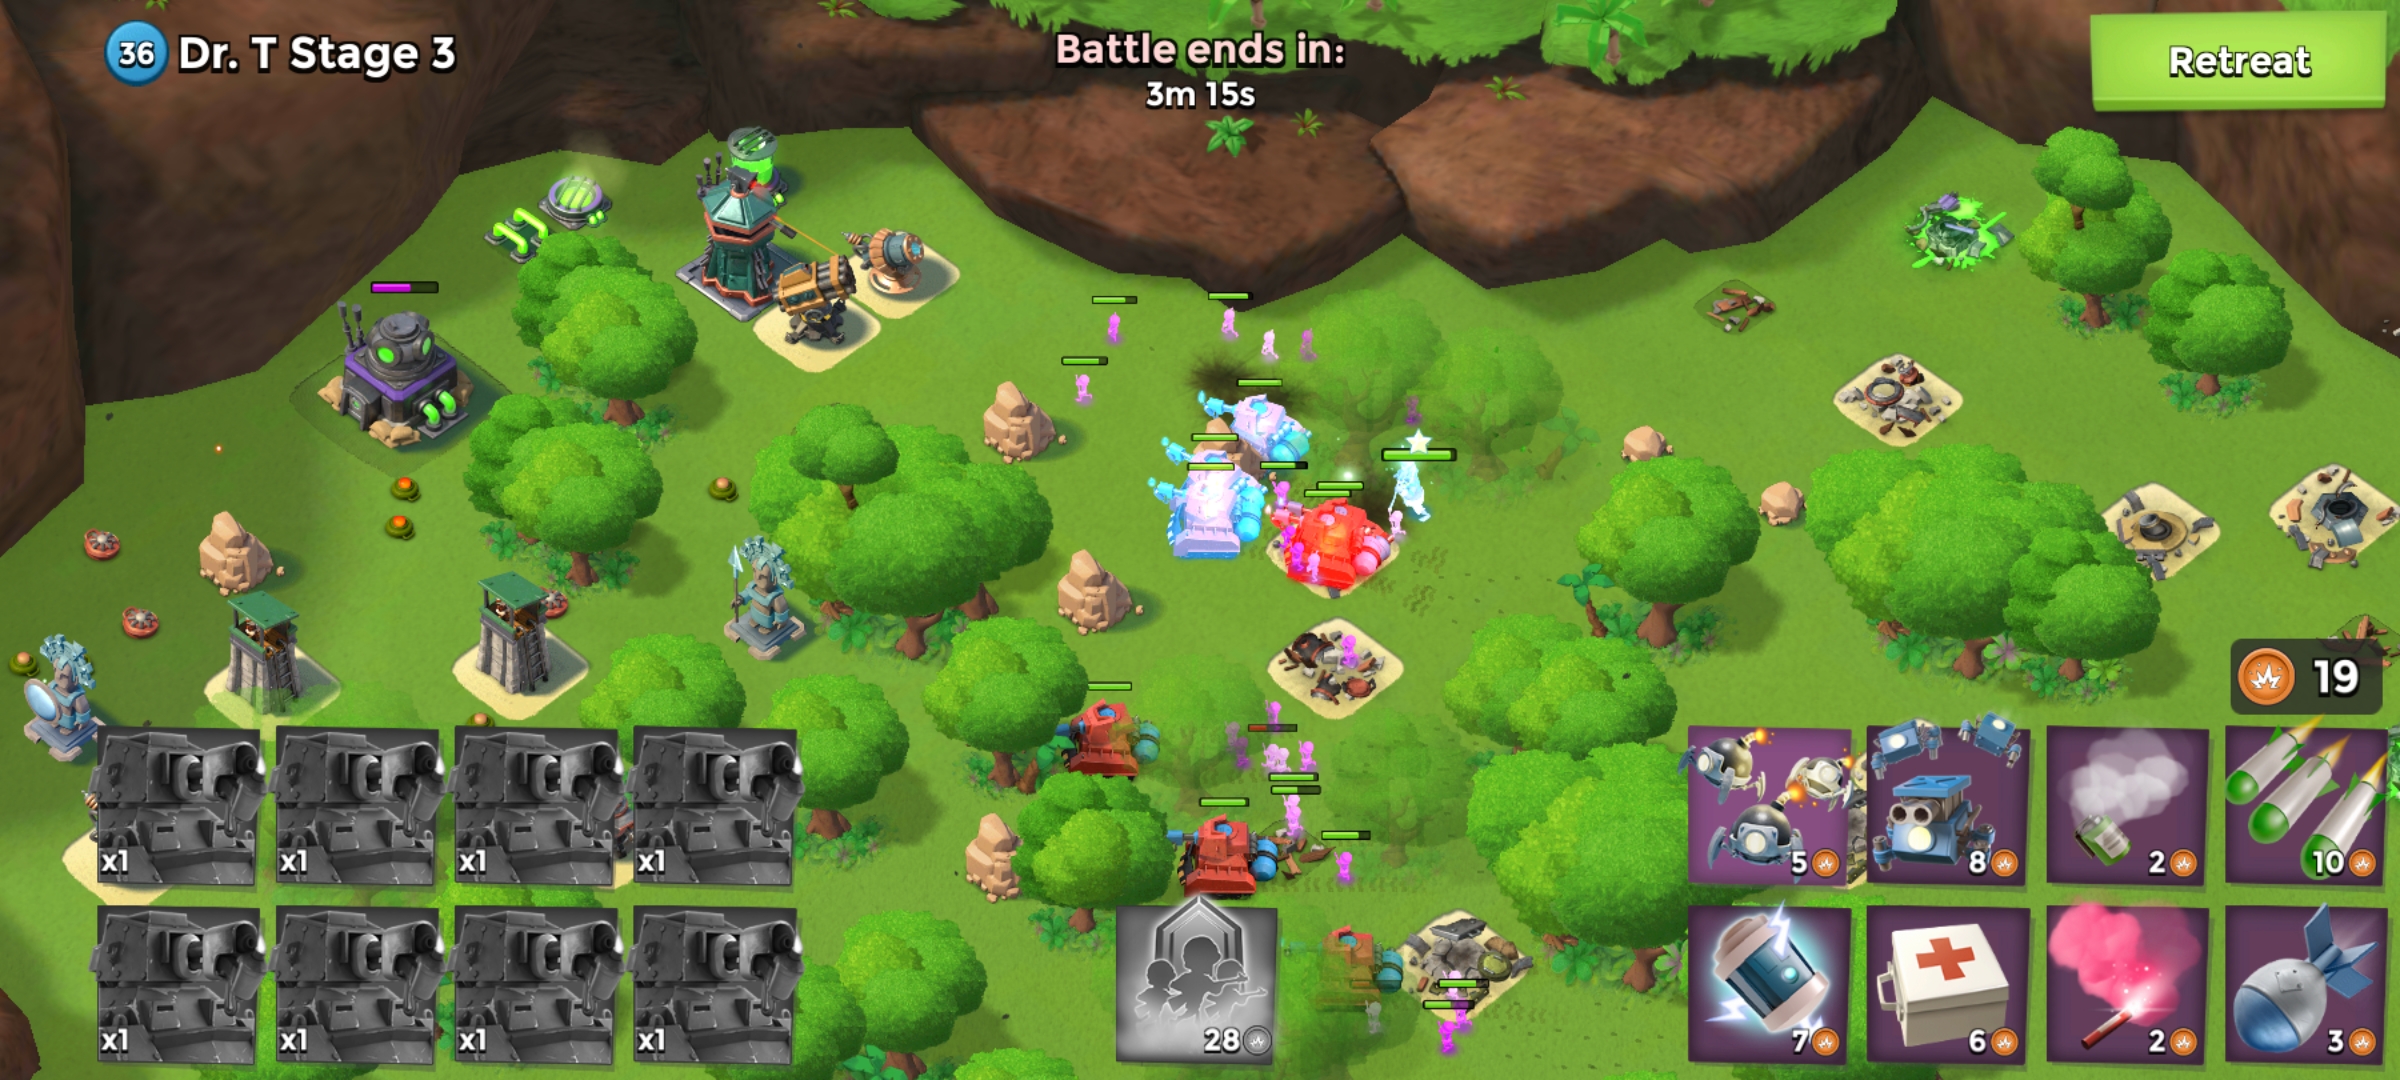 36 Dr. T Stage 3
Battle ends in:
3m 15s
Retreat
19
x1 x1 x1 x1
5 8 2 10
x1 x1 x1 x1
28
7 6 2 3